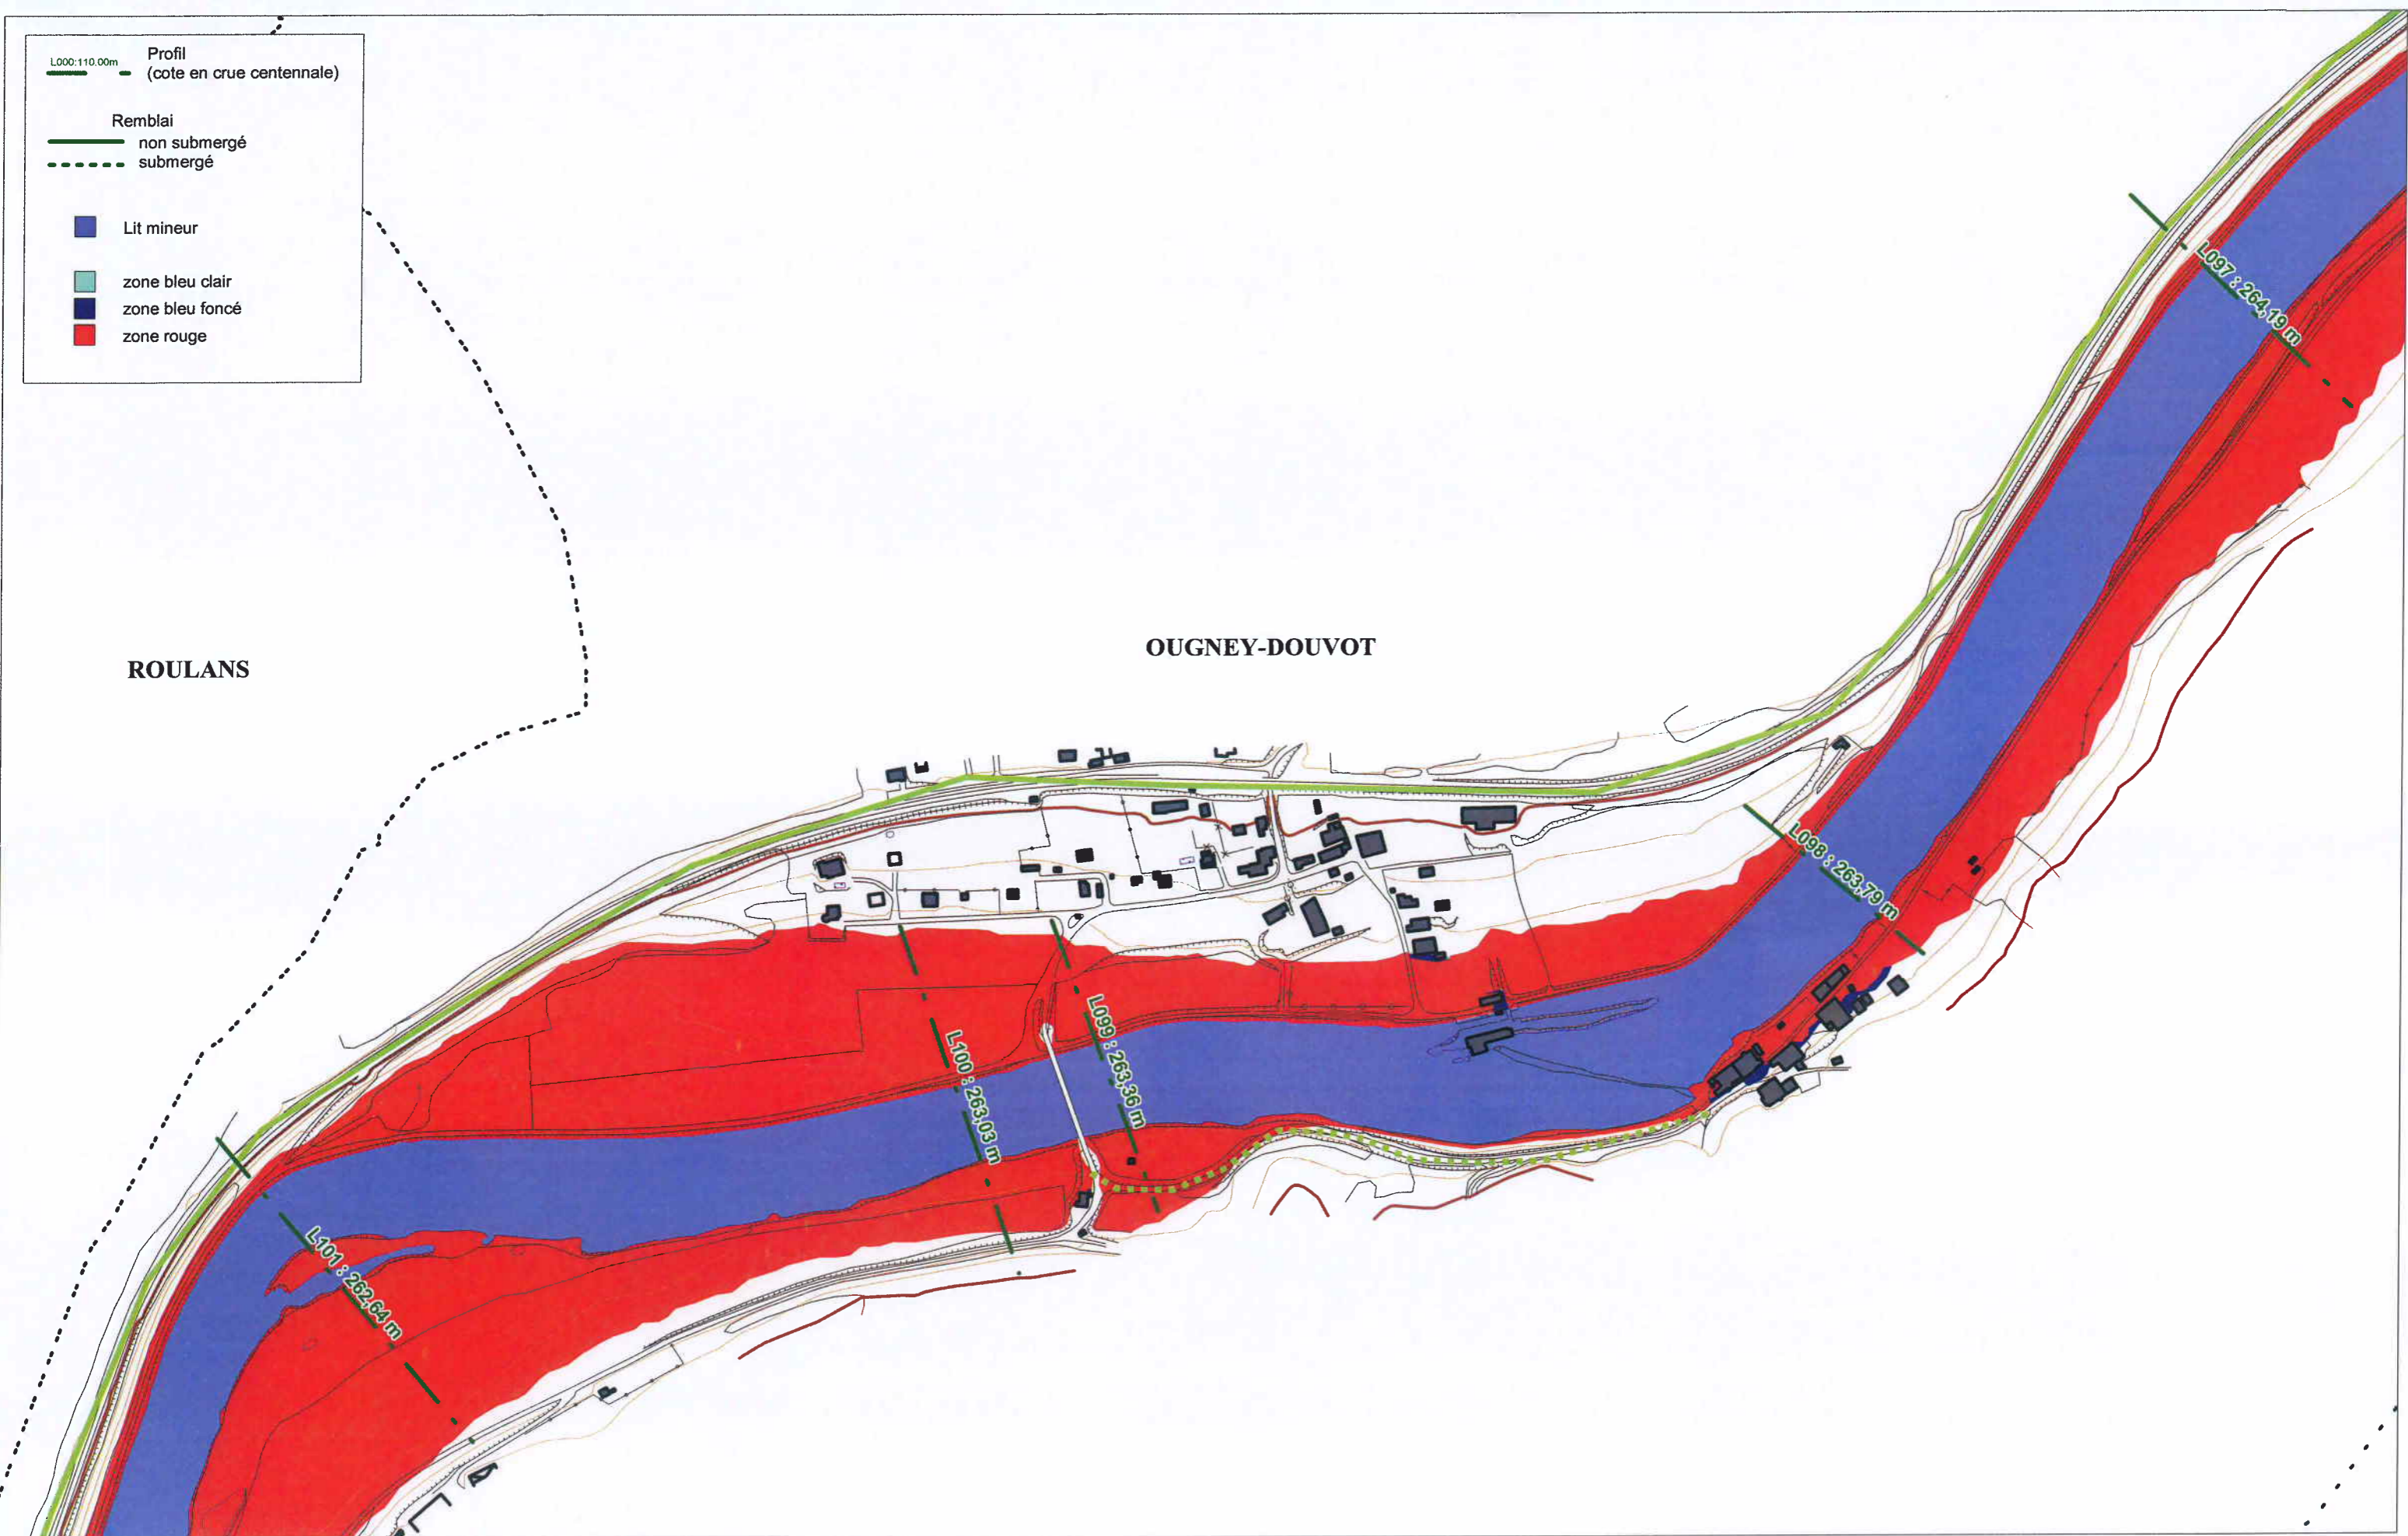 L000:110.00m
Profil
(cote en crue centennale)
Remblai
non submergé
submergé
Lit mineur
zone bleu clair
zone bleu foncé
zone rouge
ROULANS
OUGNEY-DOUVOT
L097 : 264,19 m
L098 : 263,79 m
L099 : 263,36 m
L100 : 263,03 m
L101 : 262,64 m